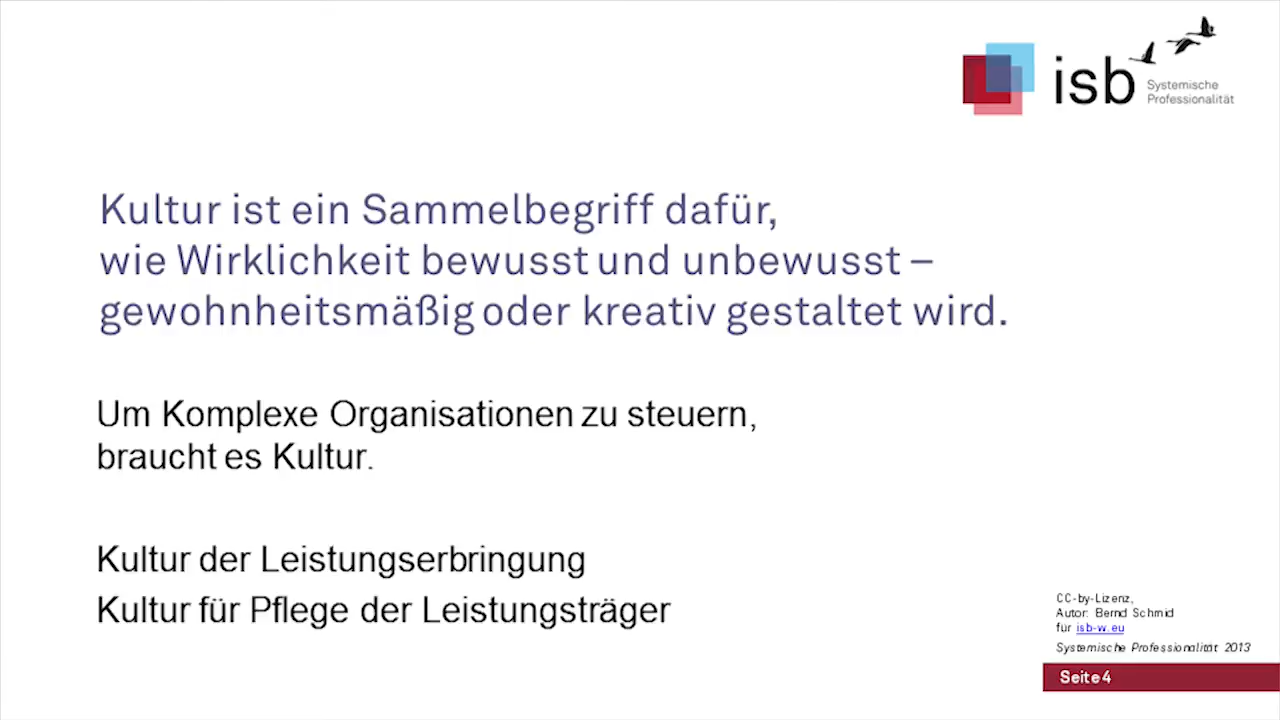 isb
Systemische
Professionalität
Kultur ist ein Sammelbegriff dafür,
wie Wirklichkeit bewusst und unbewusst –
gewohnheitsmäßig oder kreativ gestaltet wird.
Um Komplexe Organisationen zu steuern,
braucht es Kultur.
Kultur der Leistungserbringung
Kultur für Pflege der Leistungsträger
CC-by-Lizenz,
Autor: Bernd Schmid
für isb-w.eu
Systemische Professionalität 2013
Seite 4